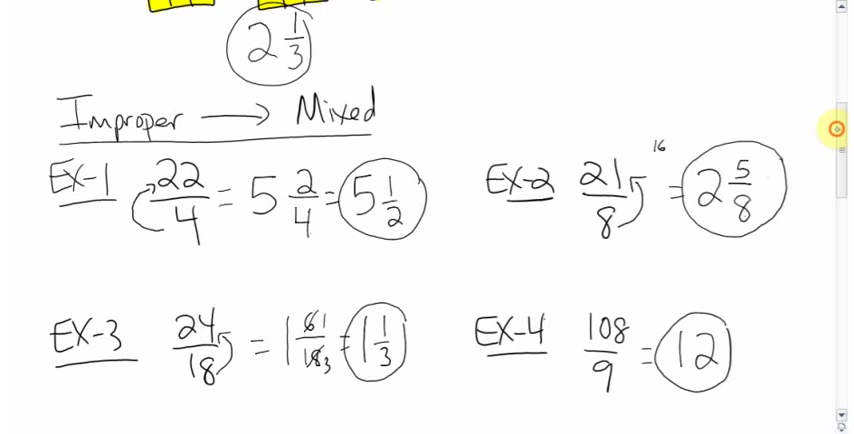 2 1/3
Improper → Mixed
EX-1 22/4 = 5 2/4 = 5 1/2
EX-2 21/8 16 = 2 5/8
EX-3 24/18 = 1 6/18 1/3 = 1 1/3
EX-4 108/9 = 12